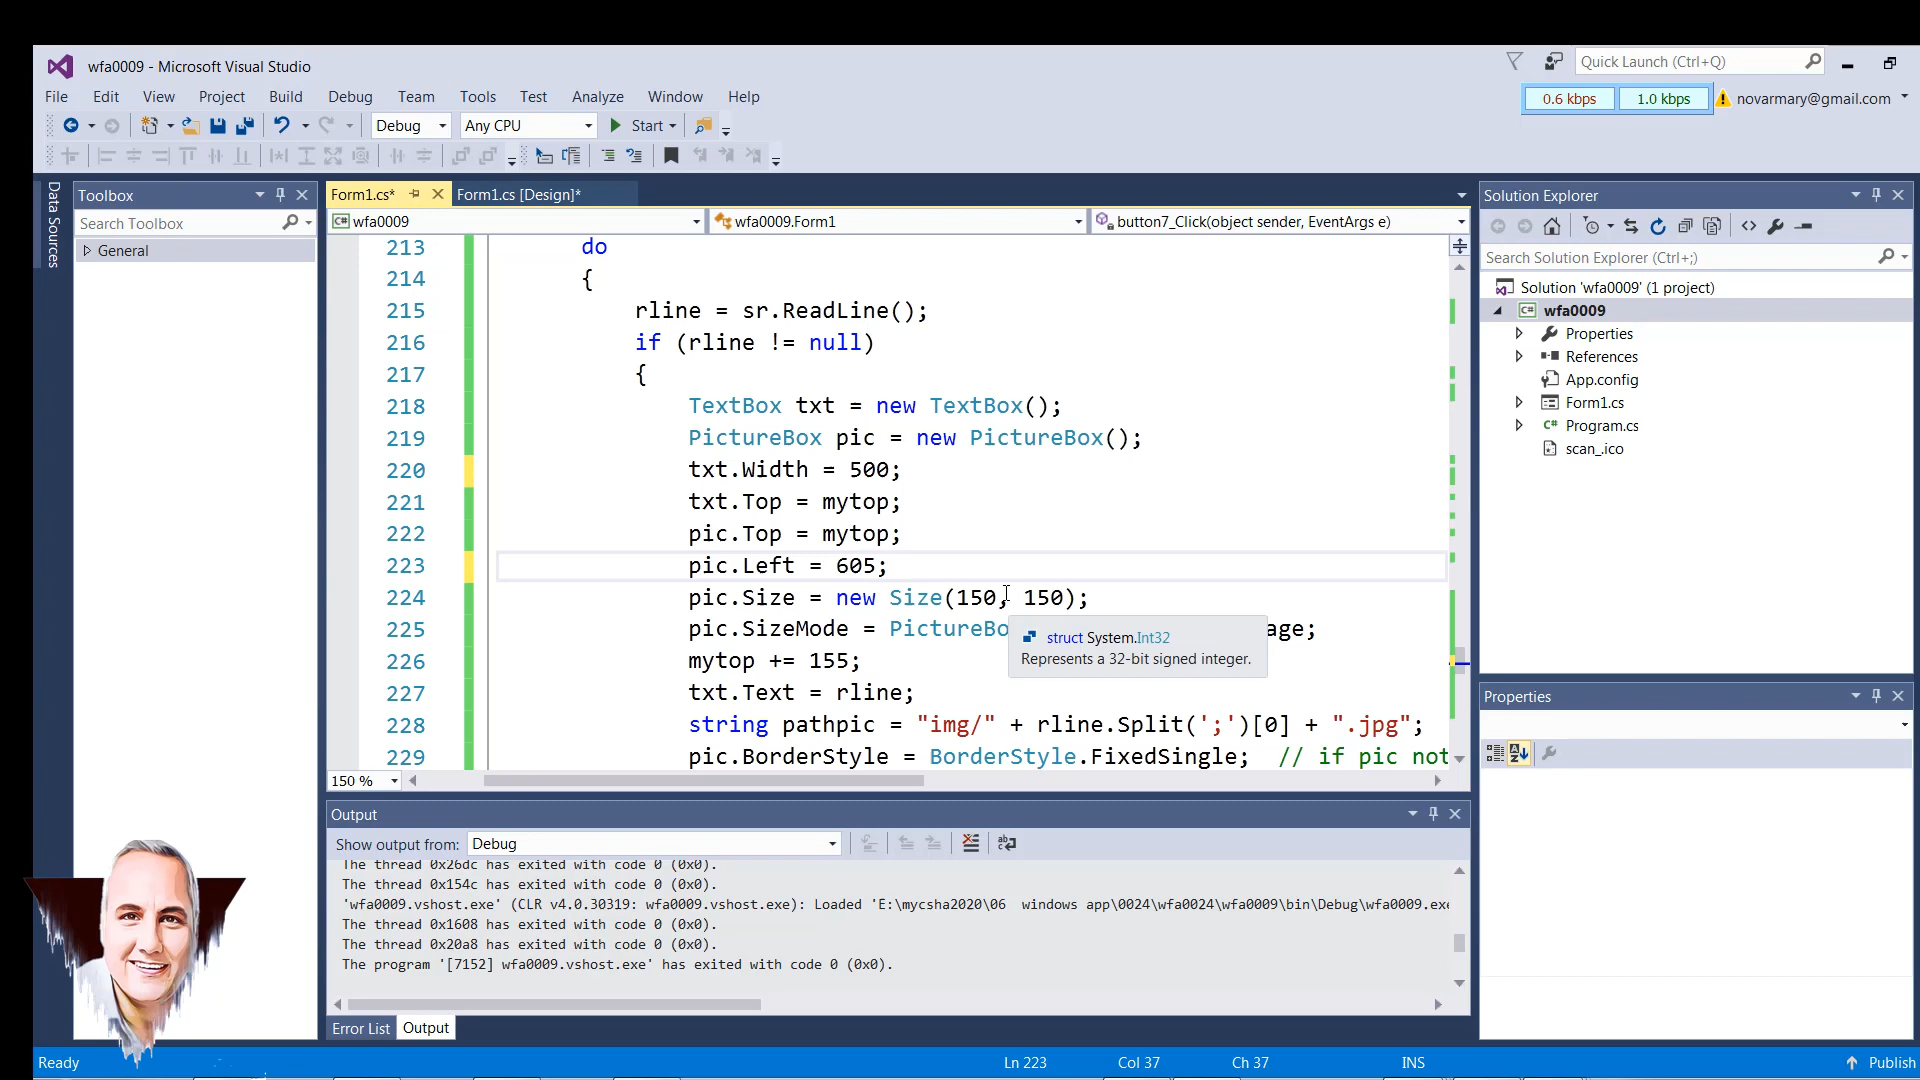 wfa0009 - Microsoft Visual Studio
Quick Launch (Ctrl+Q)
File Edit View Project Build Debug Team Tools Test Analyze Window Help
0.6 kbps 1.0 kbps novarmary@gmail.com
Debug Any CPU Start
Data Sources
Toolbox
Search Toolbox
General
Form1.cs* Form1.cs [Design]*
wfa0009 wfa0009.Form1 button7_Click(object sender, EventArgs e)
213 do
214 {
215 rline = sr.ReadLine();
216 if (rline != null)
217 {
218 TextBox txt = new TextBox();
219 PictureBox pic = new PictureBox();
220 txt.Width = 500;
221 txt.Top = mytop;
222 pic.Top = mytop;
223 pic.Left = 605;
224 pic.Size = new Size(150, 150);
225 pic.SizeMode = PictureBo age;
struct System.Int32
Represents a 32-bit signed integer.
226 mytop += 155;
227 txt.Text = rline;
228 string pathpic = "img/" + rline.Split(';')[0] + ".jpg";
229 pic.BorderStyle = BorderStyle.FixedSingle; // if pic not
150 %
Output
Show output from: Debug
The thread 0x26dc has exited with code 0 (0x0).
The thread 0x154c has exited with code 0 (0x0).
'wfa0009.vshost.exe' (CLR v4.0.30319: wfa0009.vshost.exe): Loaded 'E:\mycsha2020\06  windows app\0024\wfa0024\wfa0009\bin\Debug\wfa0009.exe
The thread 0x1608 has exited with code 0 (0x0).
The thread 0x20a8 has exited with code 0 (0x0).
The program '[7152] wfa0009.vshost.exe' has exited with code 0 (0x0).
Error List Output
Solution Explorer
Search Solution Explorer (Ctrl+;)
Solution 'wfa0009' (1 project)
wfa0009
Properties
References
App.config
Form1.cs
Program.cs
scan_.ico
Properties
Ready Ln 223 Col 37 Ch 37 INS Publish